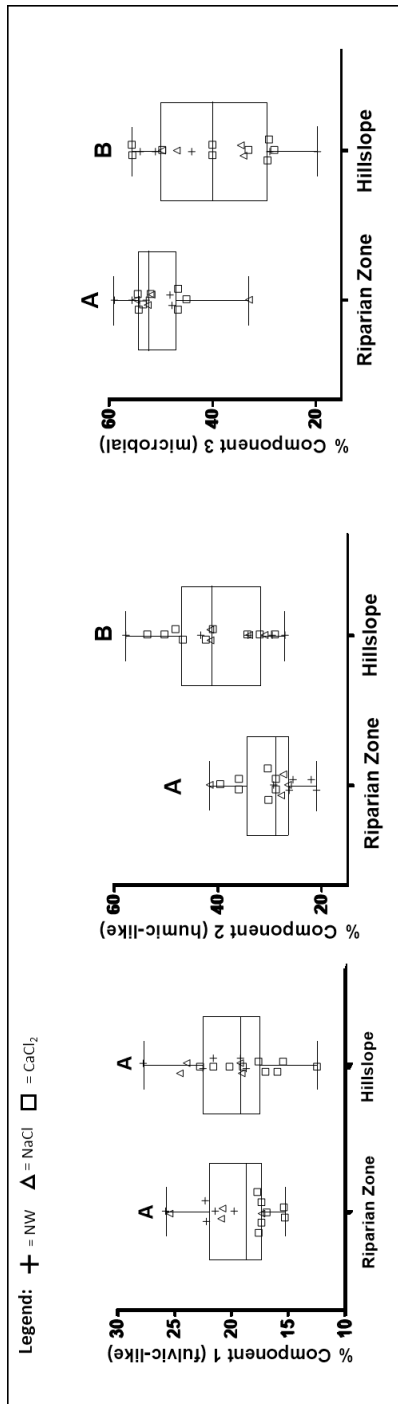 Legend: + = NW △ = NaCl □ = CaCl₂
% Component 1 (fulvic-like)
30
25
20
15
10
A
A
Riparian Zone
Hillslope
% Component 2 (humic-like)
60
40
20
A
B
Riparian Zone
Hillslope
% Component 3 (microbial)
60
40
20
A
B
Riparian Zone
Hillslope